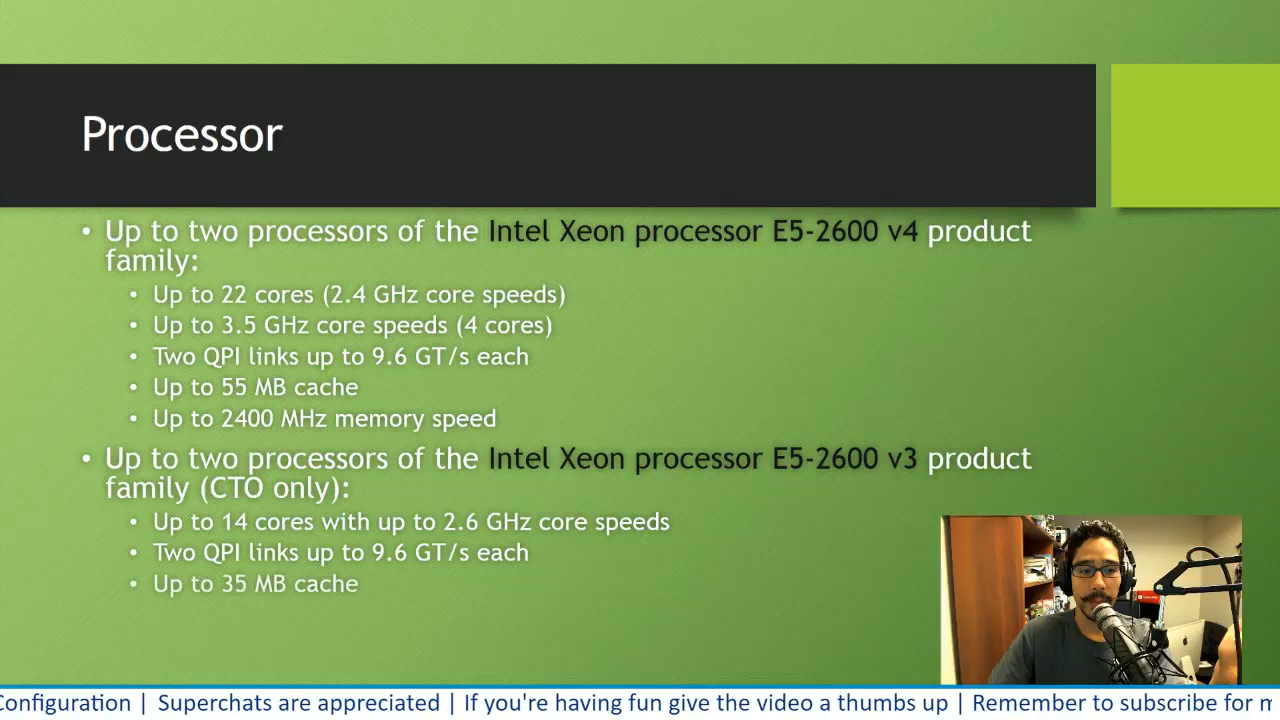 Processor
• Up to two processors of the Intel Xeon processor E5-2600 v4 product
family:
• Up to 22 cores (2.4 GHz core speeds)
• Up to 3.5 GHz core speeds (4 cores)
• Two QPI links up to 9.6 GT/s each
• Up to 55 MB cache
• Up to 2400 MHz memory speed
• Up to two processors of the Intel Xeon processor E5-2600 v3 product
family (CTO only):
• Up to 14 cores with up to 2.6 GHz core speeds
• Two QPI links up to 9.6 GT/s each
• Up to 35 MB cache
Configuration | Superchats are appreciated | If you're having fun give the video a thumbs up | Remember to subscribe for m